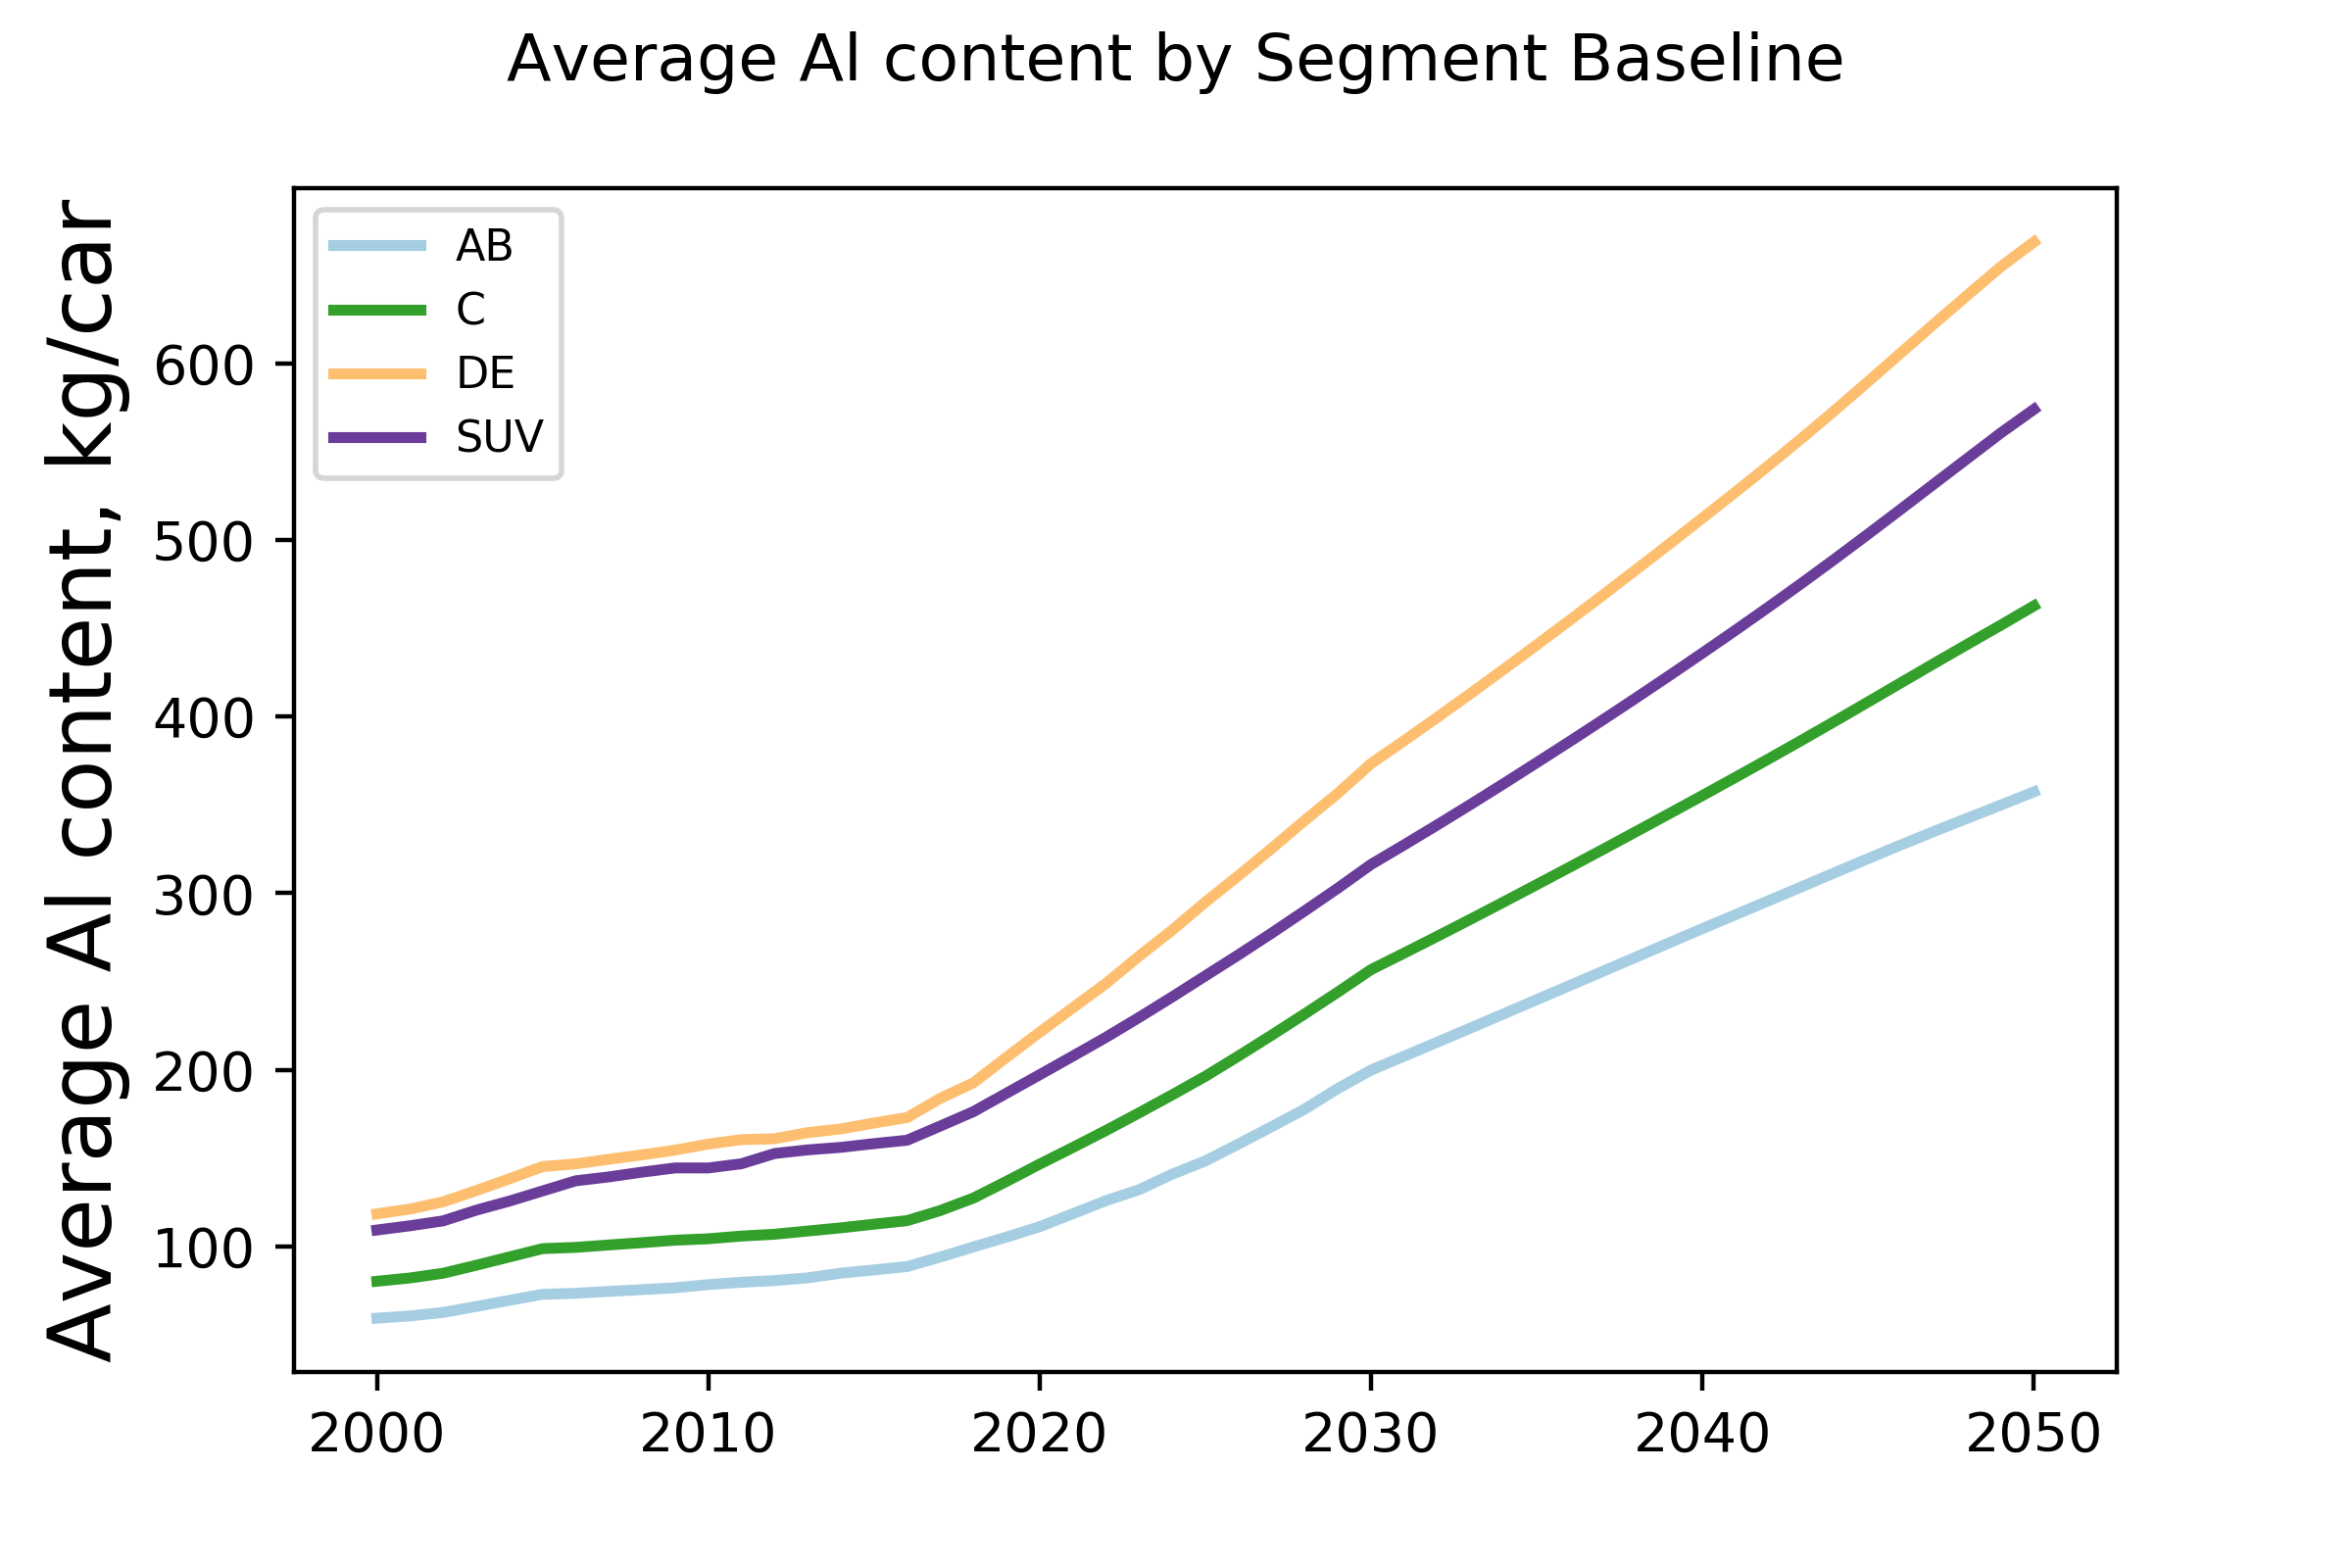 Average Al content by Segment Baseline
Average Al content, kg/car
AB
C
DE
SUV
600
500
400
300
200
100
2000 2010 2020 2030 2040 2050